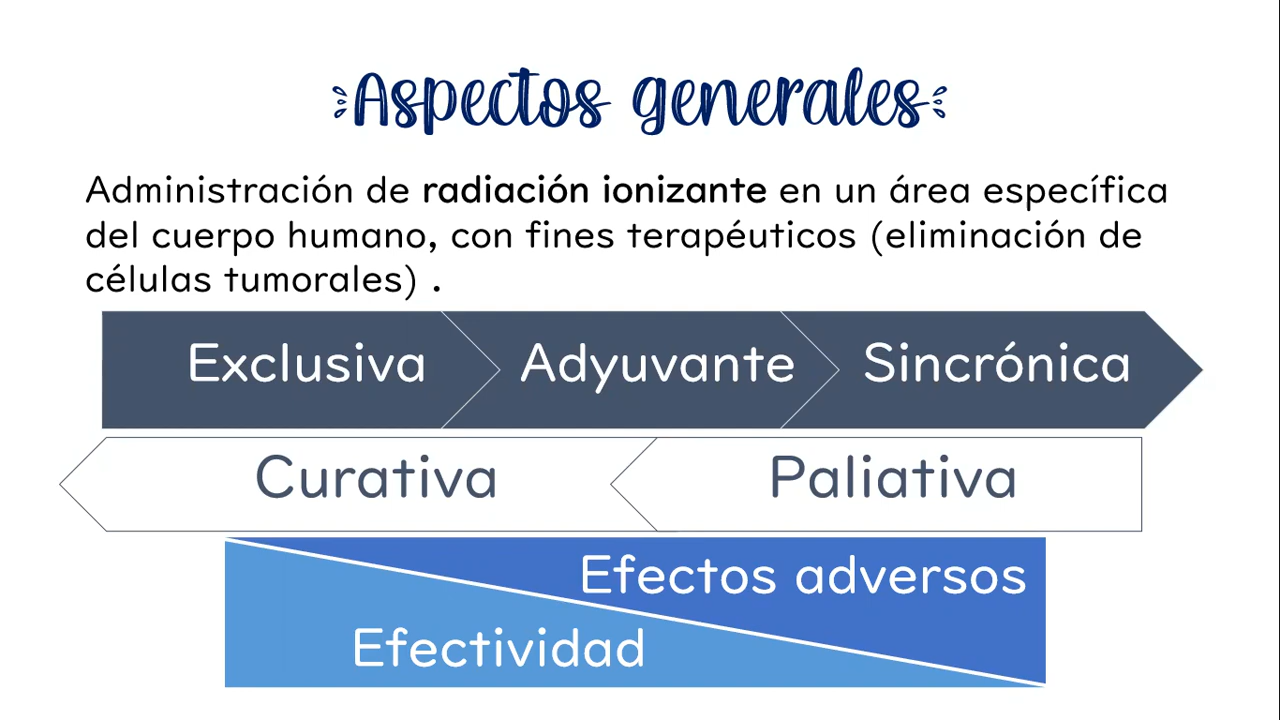 Aspectos generales
Administración de radiación ionizante en un área específica
del cuerpo humano, con fines terapéuticos (eliminación de
células tumorales) .
Exclusiva Adyuvante Sincrónica
Curativa Paliativa
Efectos adversos
Efectividad